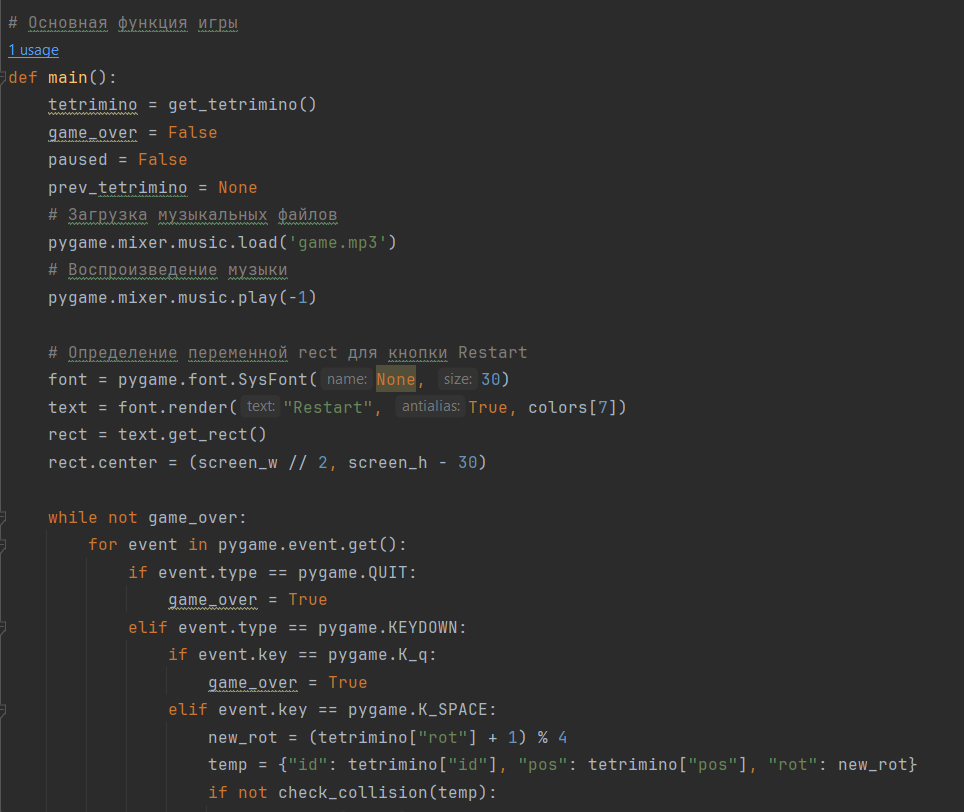 # Основная функция игры
1 usage
def main():
    tetrimino = get_tetrimino()
    game_over = False
    paused = False
    prev_tetrimino = None
    # Загрузка музыкальных файлов
    pygame.mixer.music.load('game.mp3')
    # Воспроизведение музыки
    pygame.mixer.music.play(-1)

    # Определение переменной rect для кнопки Restart
    font = pygame.font.SysFont( name: None, size: 30)
    text = font.render( text: "Restart", antialias: True, colors[7])
    rect = text.get_rect()
    rect.center = (screen_w // 2, screen_h - 30)

    while not game_over:
        for event in pygame.event.get():
            if event.type == pygame.QUIT:
                game_over = True
            elif event.type == pygame.KEYDOWN:
                if event.key == pygame.K_q:
                    game_over = True
                elif event.key == pygame.K_SPACE:
                    new_rot = (tetrimino["rot"] + 1) % 4
                    temp = {"id": tetrimino["id"], "pos": tetrimino["pos"], "rot": new_rot}
                    if not check_collision(temp):